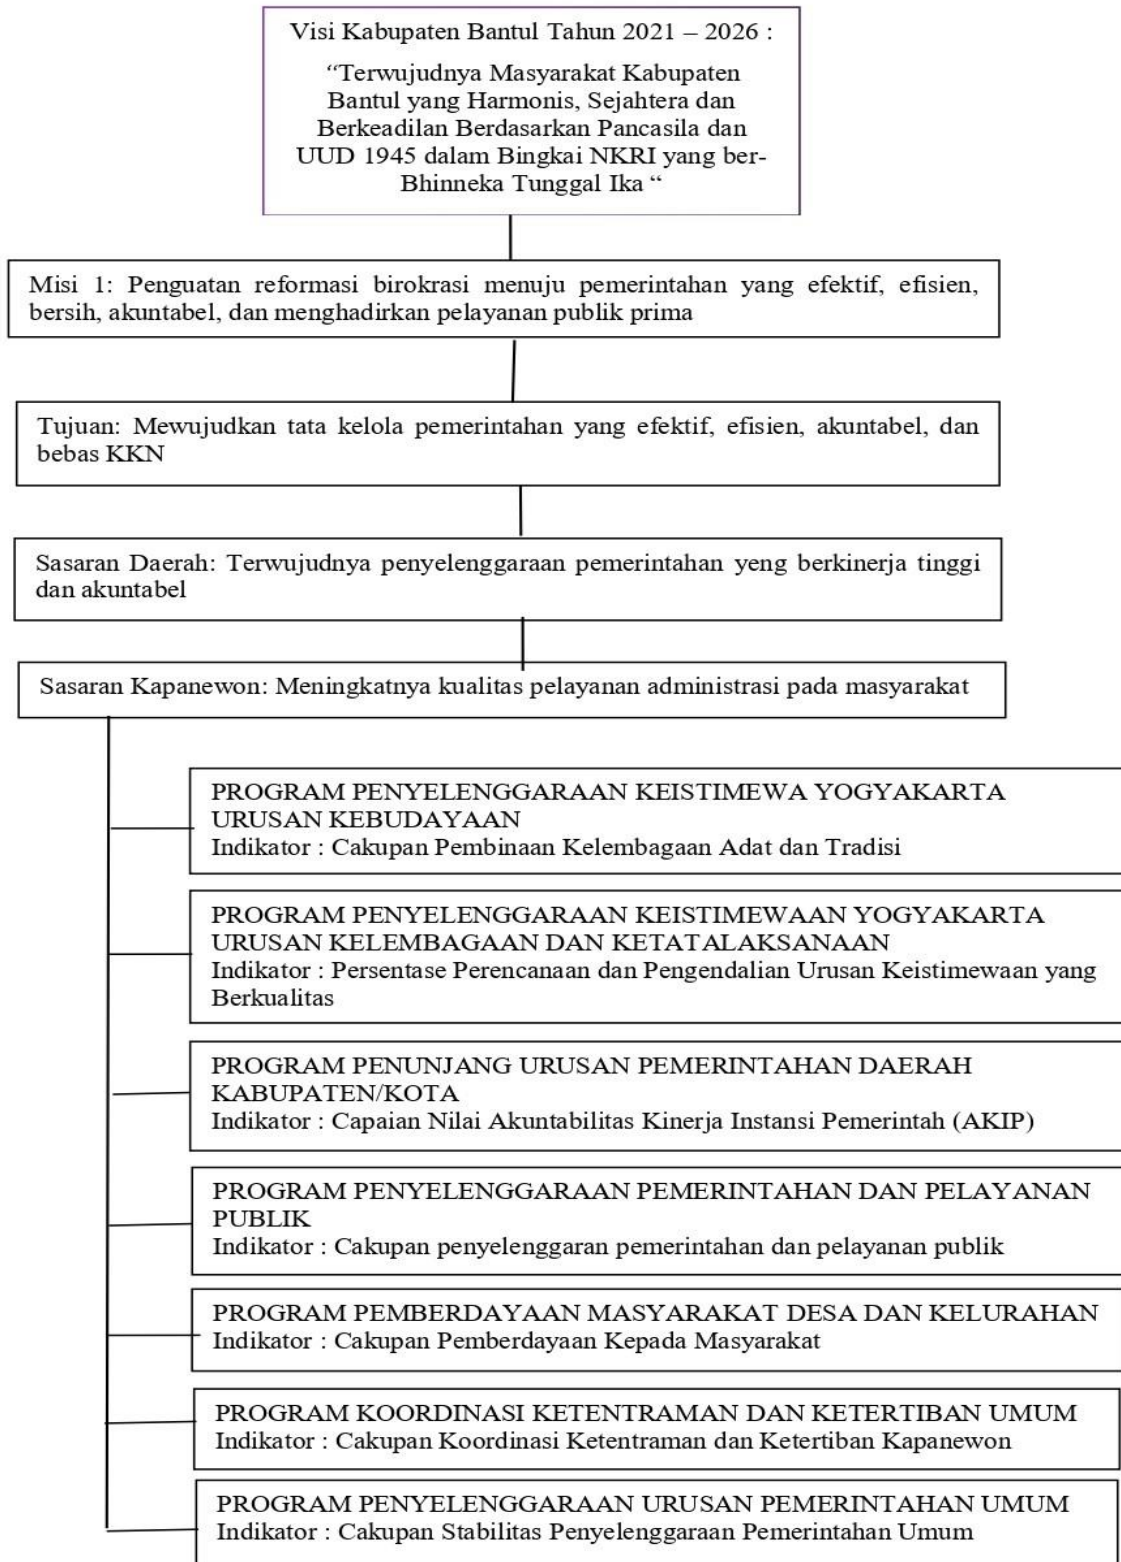 Visi Kabupaten Bantul Tahun 2021 – 2026 :
“Terwujudnya Masyarakat Kabupaten
Bantul yang Harmonis, Sejahtera dan
Berkeadilan Berdasarkan Pancasila dan
UUD 1945 dalam Bingkai NKRI yang ber-
Bhinneka Tunggal Ika “
Misi 1: Penguatan reformasi birokrasi menuju pemerintahan yang efektif, efisien,
bersih, akuntabel, dan menghadirkan pelayanan publik prima
Tujuan: Mewujudkan tata kelola pemerintahan yang efektif, efisien, akuntabel, dan
bebas KKN
Sasaran Daerah: Terwujudnya penyelenggaraan pemerintahan yeng berkinerja tinggi
dan akuntabel
Sasaran Kapanewon: Meningkatnya kualitas pelayanan administrasi pada masyarakat
PROGRAM PENYELENGGARAAN KEISTIMEWA YOGYAKARTA
URUSAN KEBUDAYAAN
Indikator : Cakupan Pembinaan Kelembagaan Adat dan Tradisi
PROGRAM PENYELENGGARAAN KEISTIMEWAAN YOGYAKARTA
URUSAN KELEMBAGAAN DAN KETATALAKSANAAN
Indikator : Persentase Perencanaan dan Pengendalian Urusan Keistimewaan yang
Berkualitas
PROGRAM PENUNJANG URUSAN PEMERINTAHAN DAERAH
KABUPATEN/KOTA
Indikator : Capaian Nilai Akuntabilitas Kinerja Instansi Pemerintah (AKIP)
PROGRAM PENYELENGGARAAN PEMERINTAHAN DAN PELAYANAN
PUBLIK
Indikator : Cakupan penyelenggaran pemerintahan dan pelayanan publik
PROGRAM PEMBERDAYAAN MASYARAKAT DESA DAN KELURAHAN
Indikator : Cakupan Pemberdayaan Kepada Masyarakat
PROGRAM KOORDINASI KETENTRAMAN DAN KETERTIBAN UMUM
Indikator : Cakupan Koordinasi Ketentraman dan Ketertiban Kapanewon
PROGRAM PENYELENGGARAAN URUSAN PEMERINTAHAN UMUM
Indikator : Cakupan Stabilitas Penyelenggaraan Pemerintahan Umum